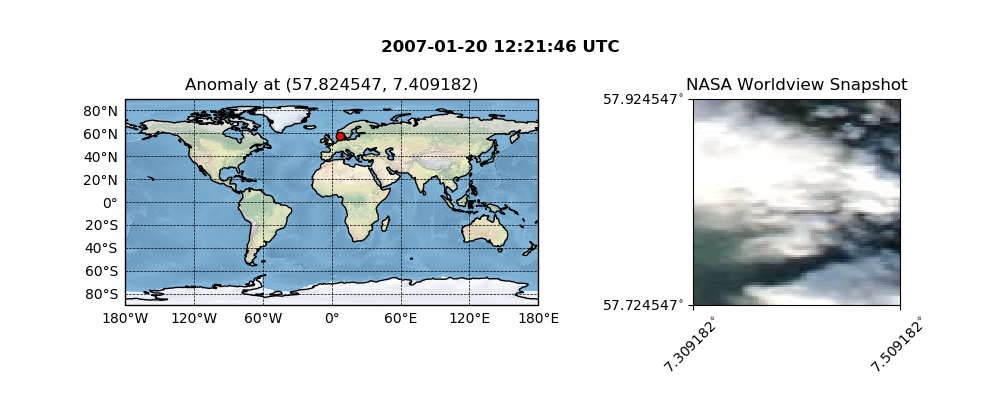 2007-01-20 12:21:46 UTC
Anomaly at (57.824547, 7.409182)
80°N
60°N
40°N
20°N
0°
20°S
40°S
60°S
80°S
180°W 120°W 60°W 0° 60°E 120°E 180°E
NASA Worldview Snapshot
57.924547°
57.724547°
7.309182° 7.509182°